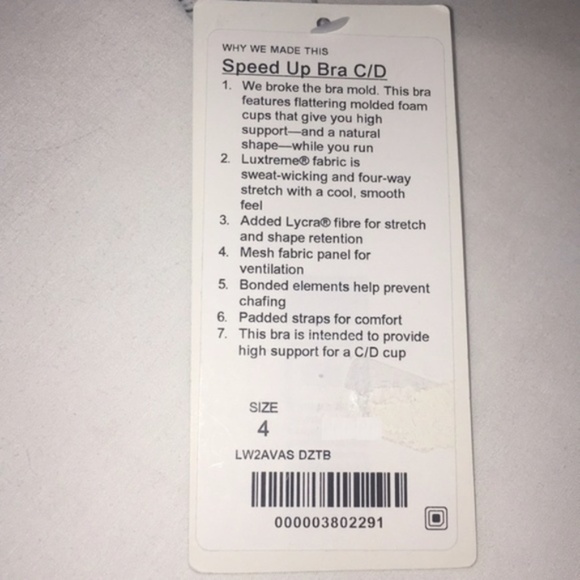 WHY WE MADE THIS
Speed Up Bra C/D
1. We broke the bra mold. This bra
features flattering molded foam
cups that give you high
support—and a natural
shape—while you run
2. Luxtreme® fabric is
sweat-wicking and four-way
stretch with a cool, smooth
feel
3. Added Lycra® fibre for stretch
and shape retention
4. Mesh fabric panel for
ventilation
5. Bonded elements help prevent
chafing
6. Padded straps for comfort
7. This bra is intended to provide
high support for a C/D cup
SIZE
4
LW2AVAS DZTB
000003802291